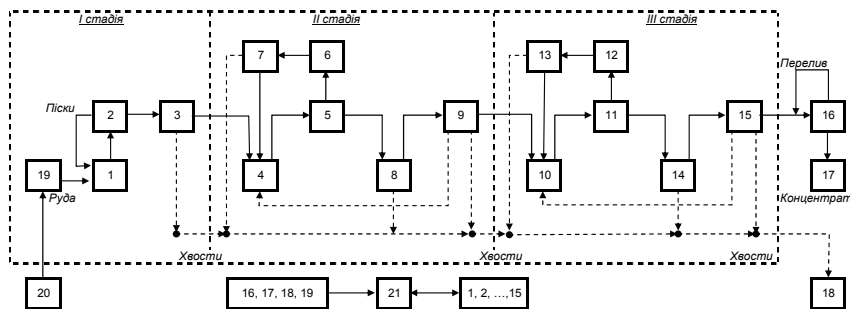 I стадія
II стадія
III стадія
7
6
13
12
Перелив
Піски
2
3
5
9
11
15
16
19
1
4
8
10
14
17
Руда
Концентрат
Хвости
Хвости
Хвости
20
16, 17, 18, 19
21
1, 2, …,15
18